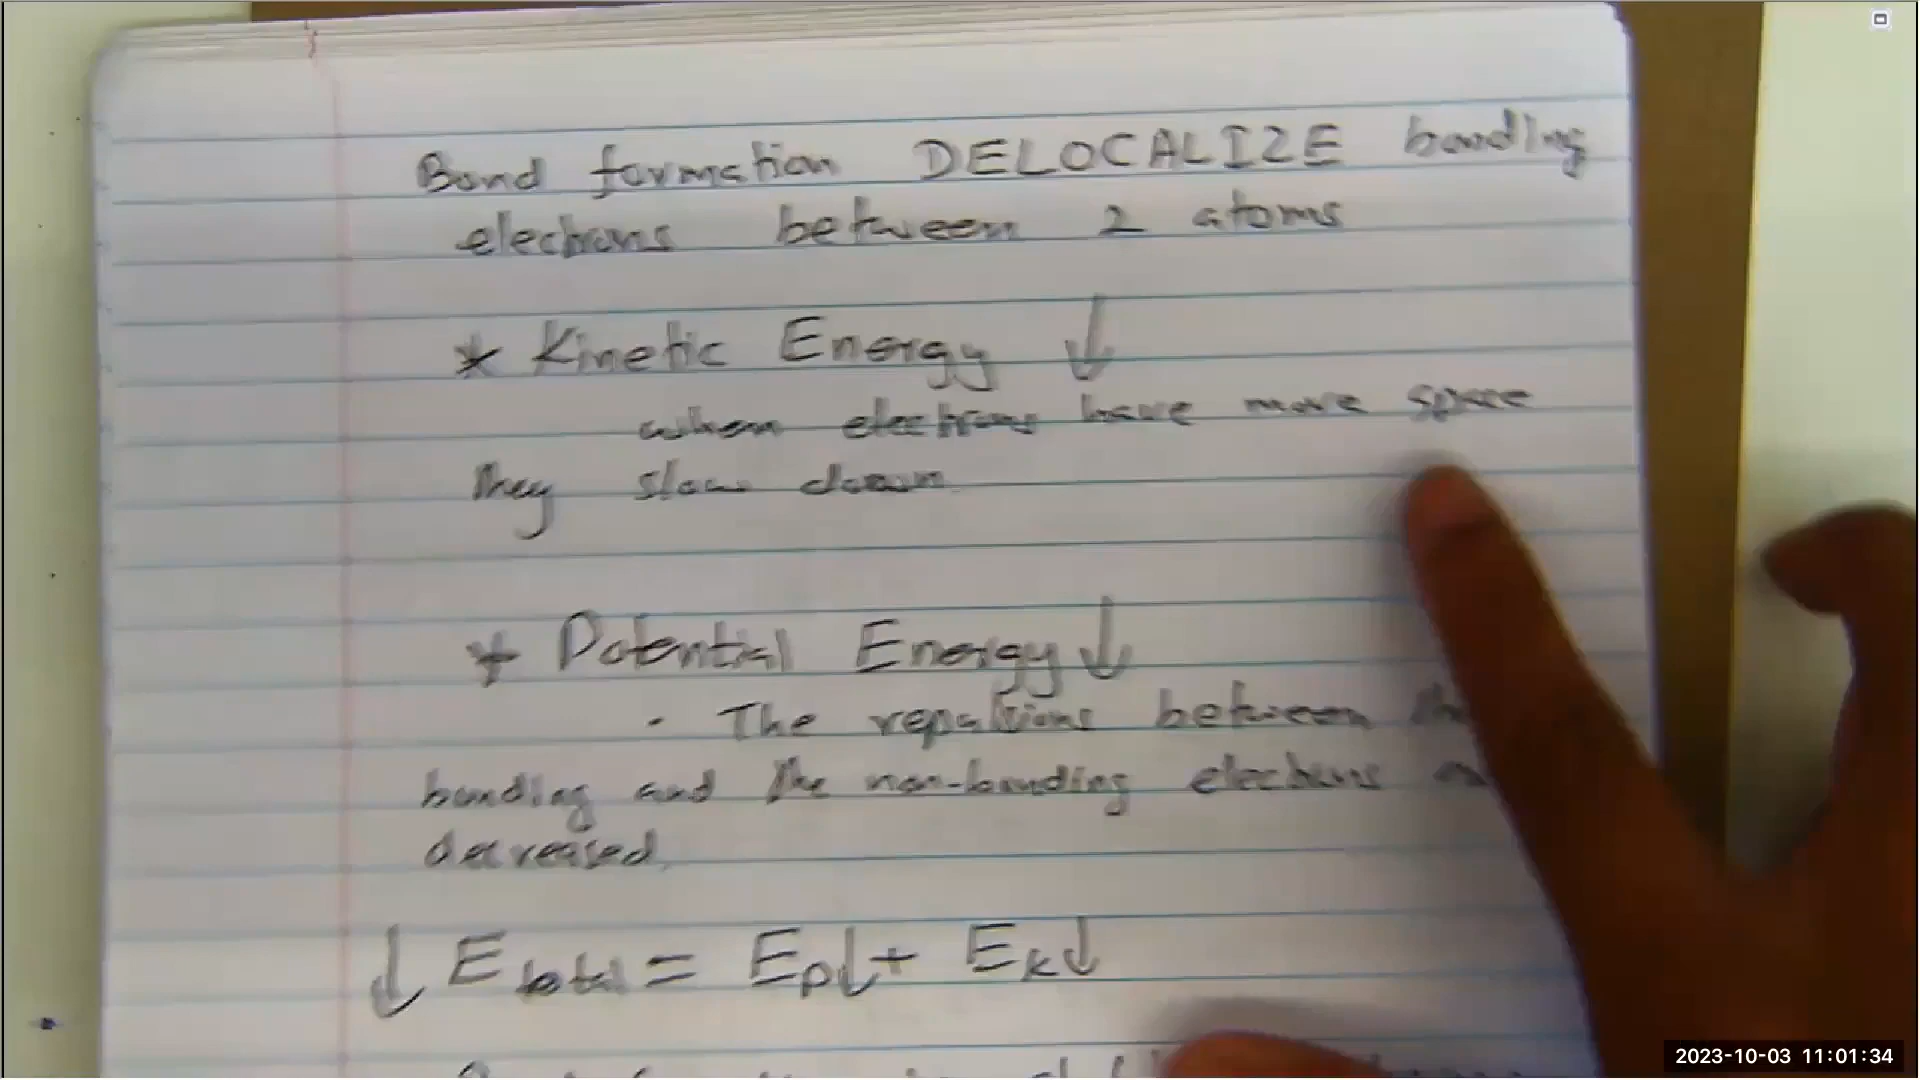 Bond formation DELOCALIZE bonding
electrons between 2 atoms
* Kinetic Energy ↓
when electrons have more space
they slow down
* Potential Energy ↓
· The repulsions between the
bonding and the non-bonding electrons
decreased.
↓ E total = Ep↓ + Ek↓
2023-10-03 11:01:34